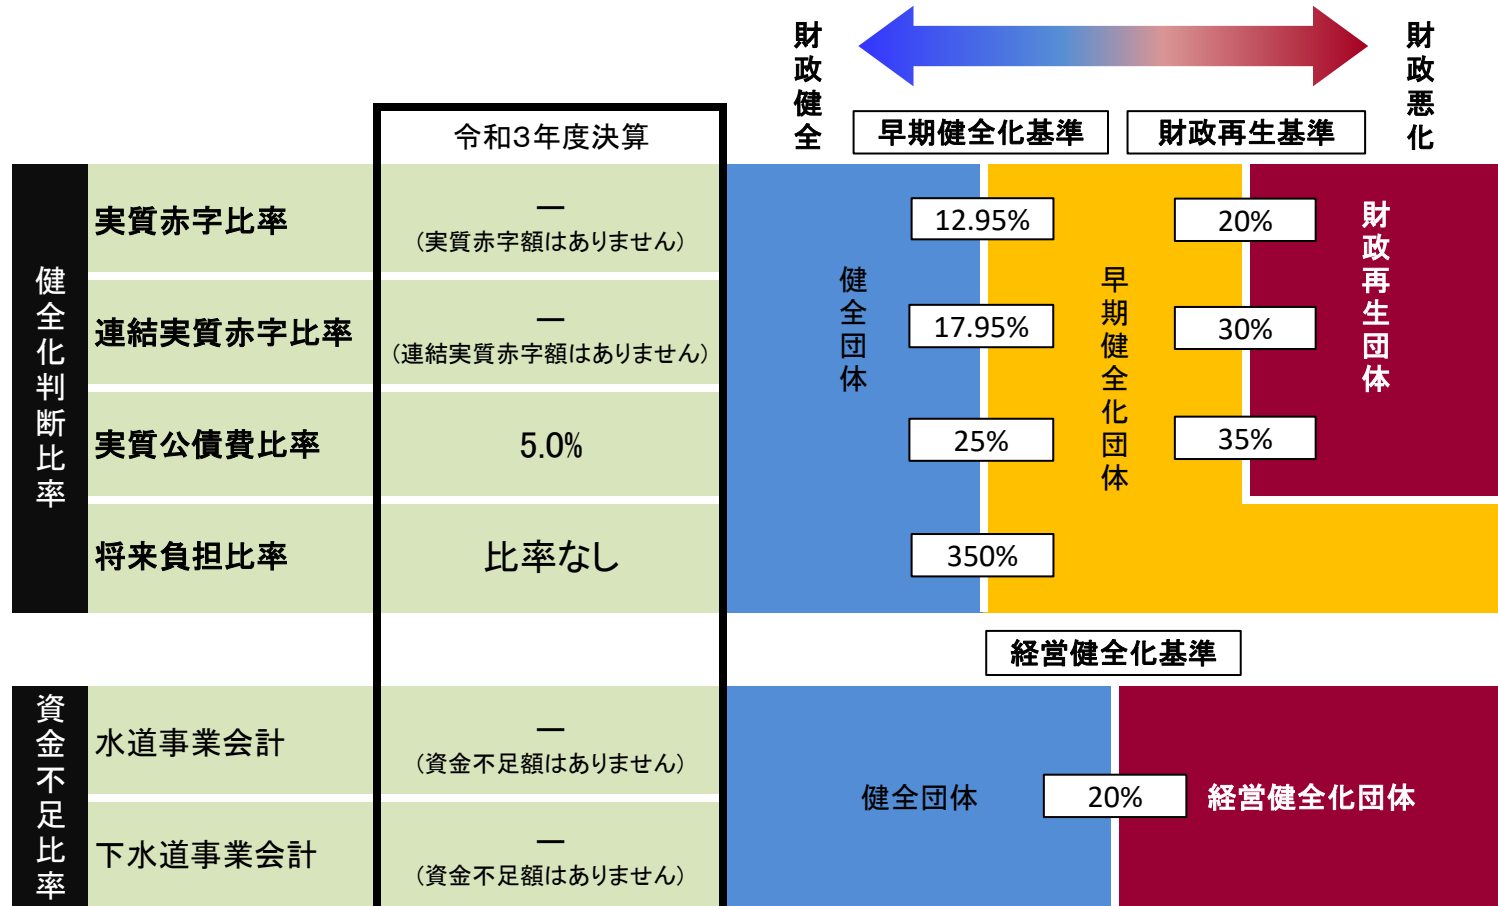 財政健全
財政悪化
早期健全化基準
財政再生基準
令和3年度決算
健全化判断比率
実質赤字比率
―
（実質赤字額はありません）
12.95%
20%
連結実質赤字比率
―
（連結実質赤字額はありません）
17.95%
30%
実質公債費比率
5.0%
25%
35%
将来負担比率
比率なし
350%
健全団体
早期健全化団体
財政再生団体
経営健全化基準
資金不足比率
水道事業会計
―
（資金不足額はありません）
下水道事業会計
―
（資金不足額はありません）
健全団体
20%
経営健全化団体